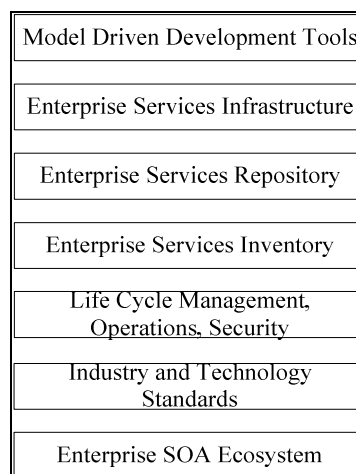 Model Driven Development Tools
Enterprise Services Infrastructure
Enterprise Services Repository
Enterprise Services Inventory
Life Cycle Management,
Operations, Security
Industry and Technology
Standards
Enterprise SOA Ecosystem